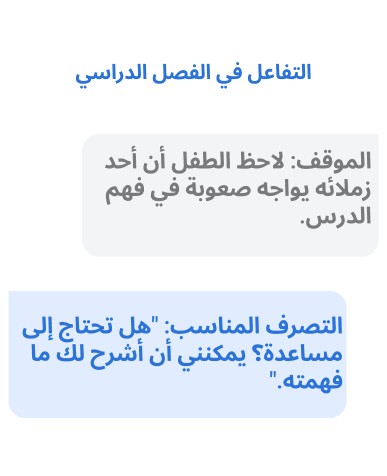 التفاعل في الفصل الدراسي
الموقف: لاحظ الطفل أن أحد
زملائه يواجه صعوبة في فهم
الدرس.
التصرف المناسب: "هل تحتاج إلى
مساعدة؟ يمكنني أن أشرح لك ما
فهمته."